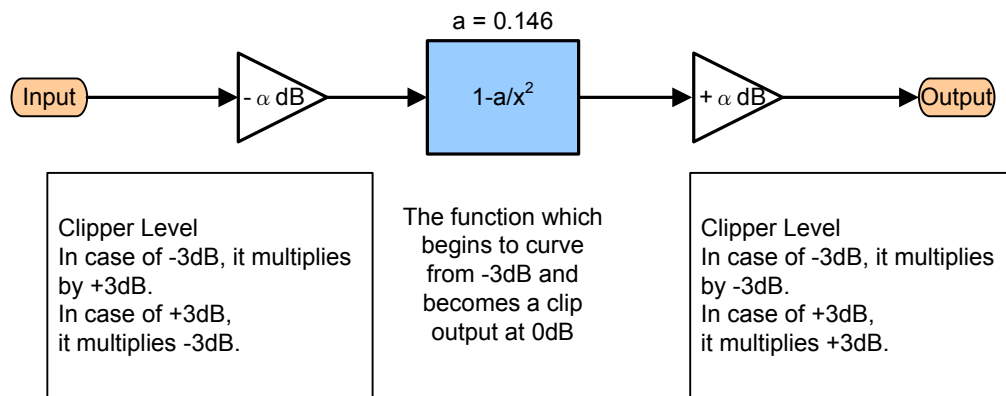 a = 0.146
Input
- α dB
1-a/x²
+ α dB
Output
Clipper Level
In case of -3dB, it multiplies
by +3dB.
In case of +3dB,
it multiplies -3dB.
The function which
begins to curve
from -3dB and
becomes a clip
output at 0dB
Clipper Level
In case of -3dB, it multiplies
by -3dB.
In case of +3dB,
it multiplies +3dB.